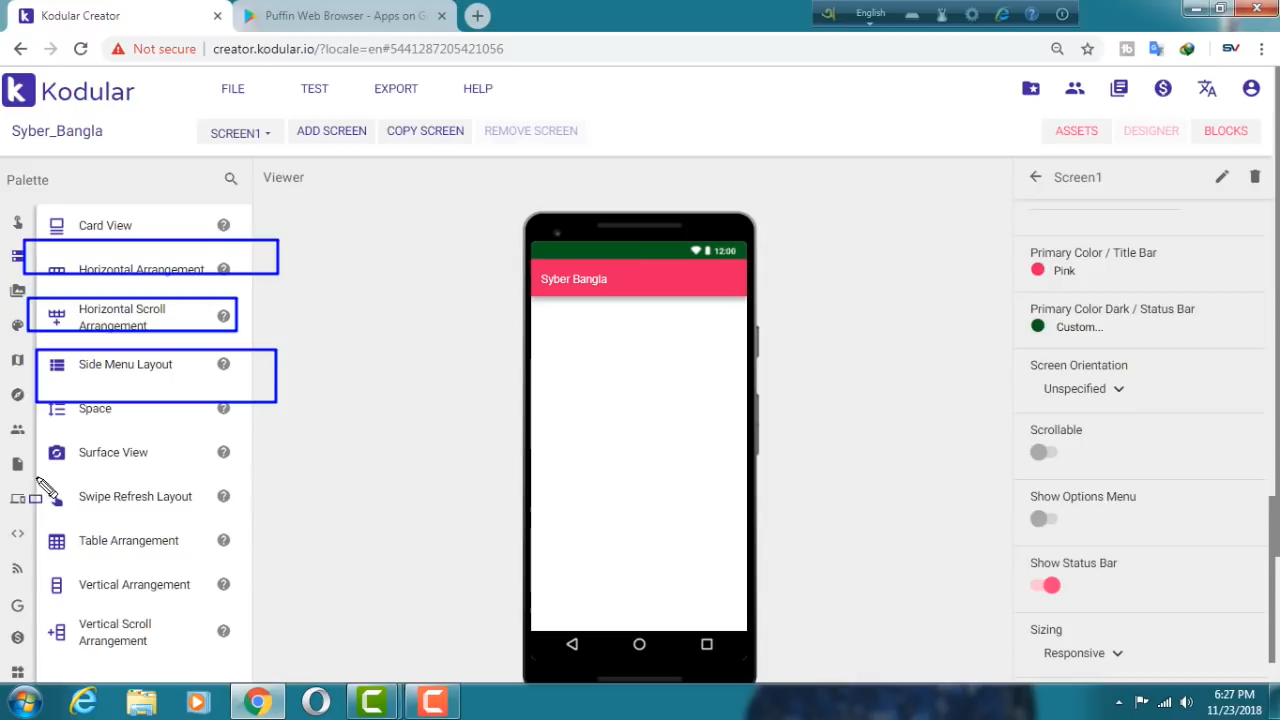 Kodular Creator
Puffin Web Browser - Apps on G
English
Not secure
creator.kodular.io/?locale=en#5441287205421056
tb
SV
Kodular
FILE
TEST
EXPORT
HELP
Syber_Bangla
SCREEN1
ADD SCREEN
COPY SCREEN
REMOVE SCREEN
ASSETS
DESIGNER
BLOCKS
Palette
Viewer
Screen1
Card View
Horizontal Arrangement
Horizontal Scroll
Arrangement
Side Menu Layout
Space
Surface View
Swipe Refresh Layout
Table Arrangement
Vertical Arrangement
Vertical Scroll
Arrangement
12:00
Syber Bangla
Primary Color / Title Bar
Pink
Primary Color Dark / Status Bar
Custom...
Screen Orientation
Unspecified
Scrollable
Show Options Menu
Show Status Bar
Sizing
Responsive
6:27 PM
11/23/2018